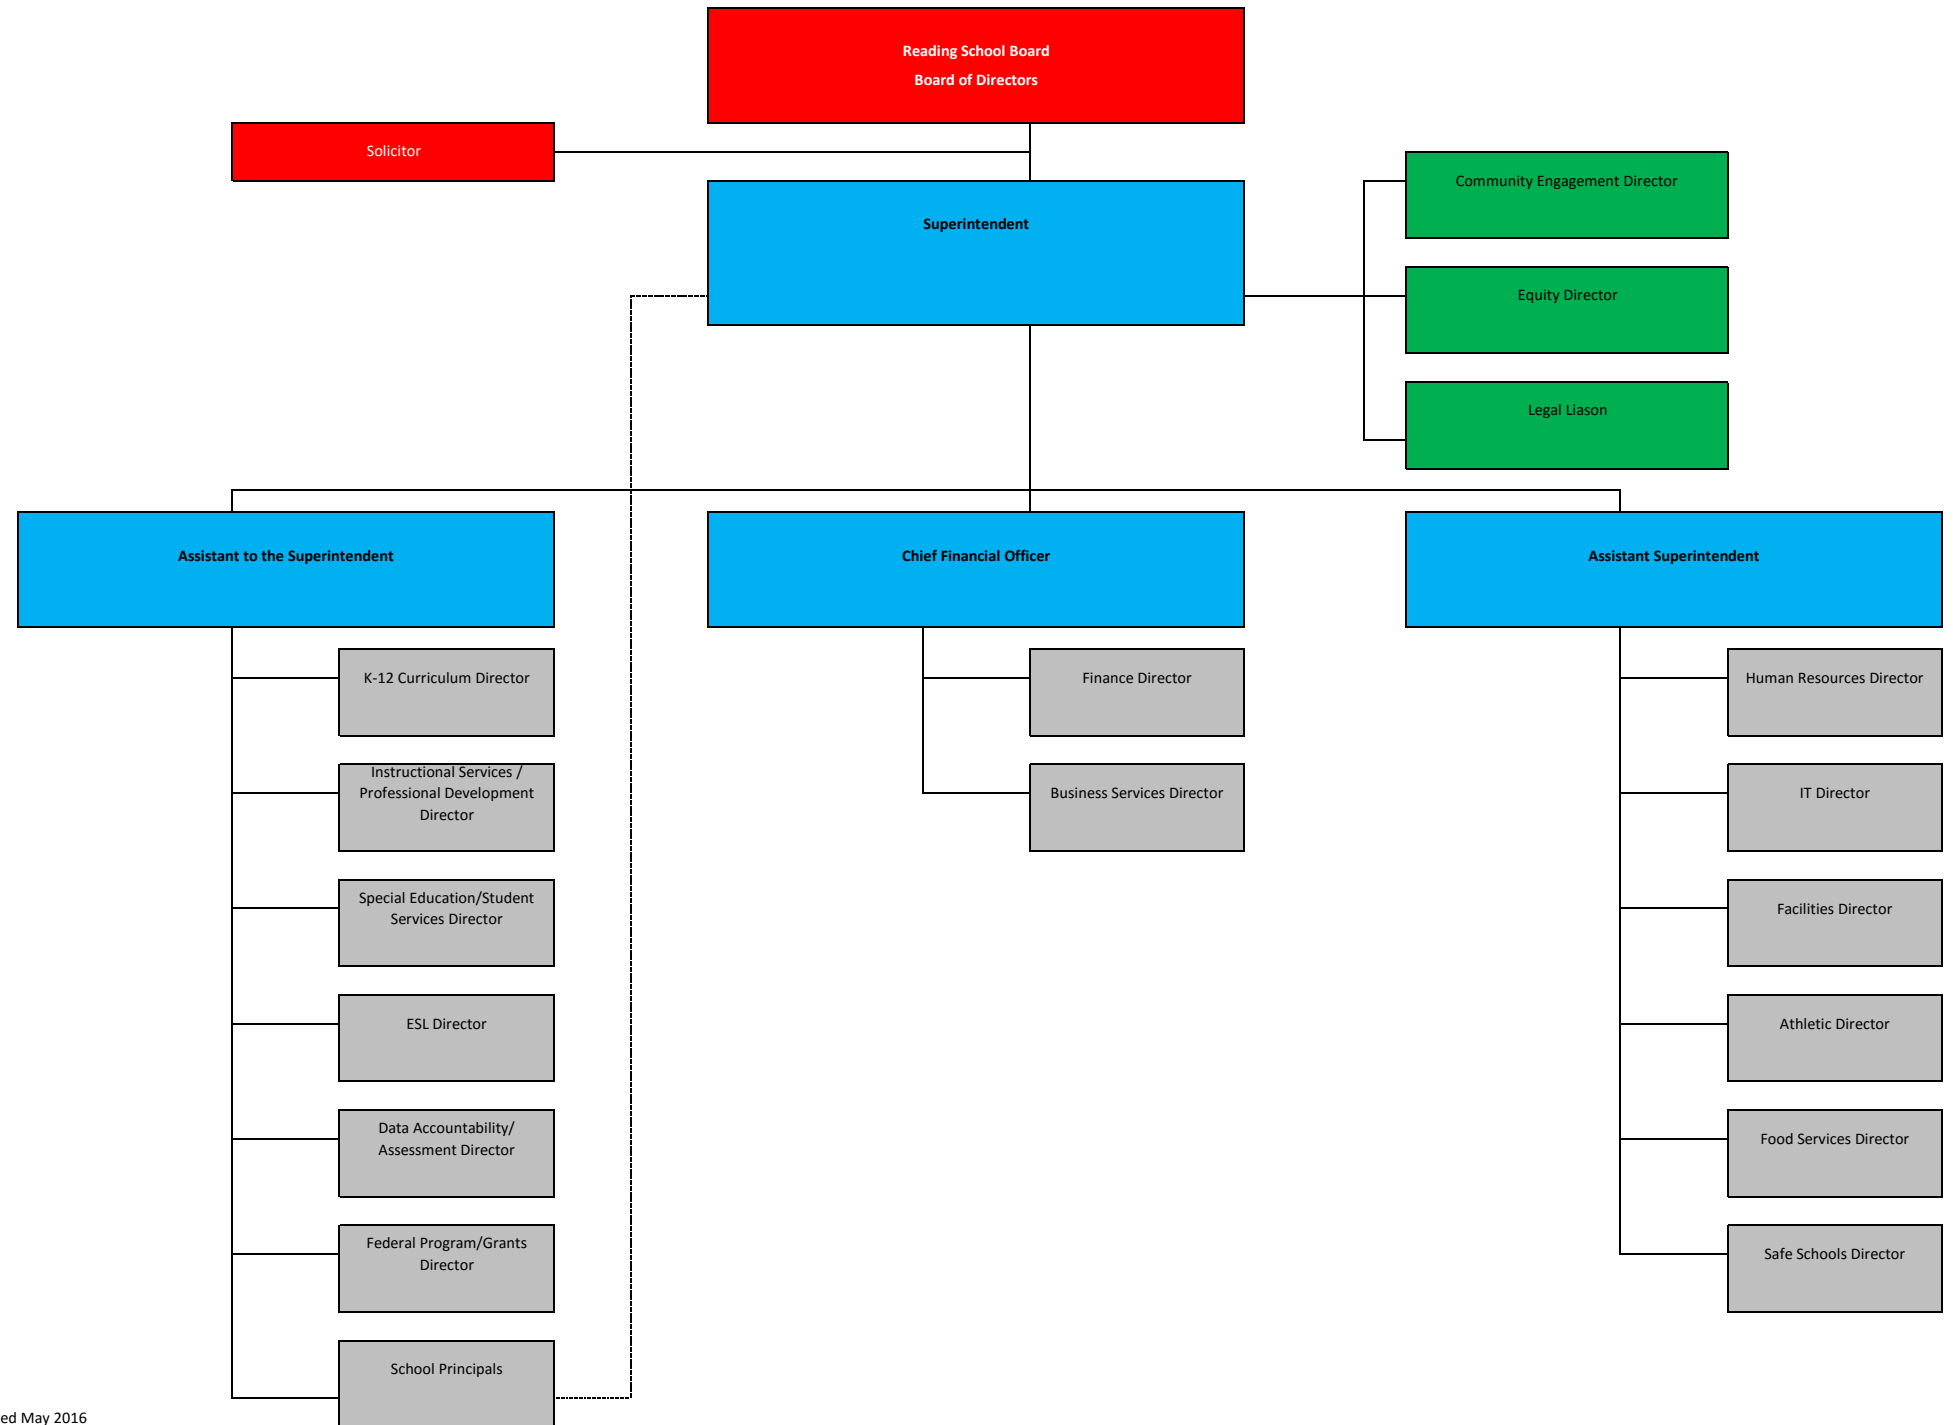 Reading School Board
Board of Directors
Solicitor
Community Engagement Director
Superintendent
Equity Director
Legal Liason
Assistant to the Superintendent
Chief Financial Officer
Assistant Superintendent
K-12 Curriculum Director
Finance Director
Human Resources Director
Instructional Services /
Professional Development
Director
Business Services Director
IT Director
Special Education/Student
Services Director
Facilities Director
ESL Director
Athletic Director
Data Accountability/
Assessment Director
Food Services Director
Federal Program/Grants
Director
Safe Schools Director
School Principals
ed May 2016